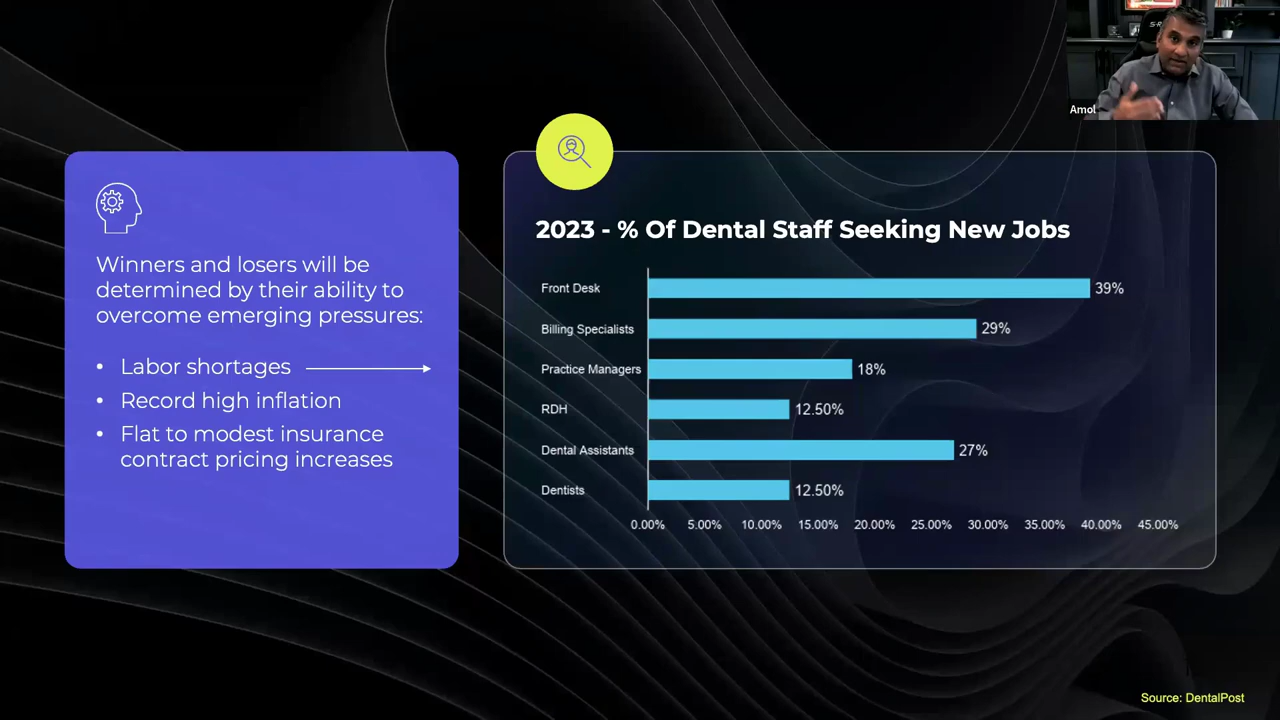 Amol
Winners and losers will be
determined by their ability to
overcome emerging pressures:
• Labor shortages
• Record high inflation
• Flat to modest insurance
contract pricing increases
2023 - % Of Dental Staff Seeking New Jobs
Front Desk 39%
Billing Specialists 29%
Practice Managers 18%
RDH 12.50%
Dental Assistants 27%
Dentists 12.50%
0.00% 5.00% 10.00% 15.00% 20.00% 25.00% 30.00% 35.00% 40.00% 45.00%
Source: DentalPost